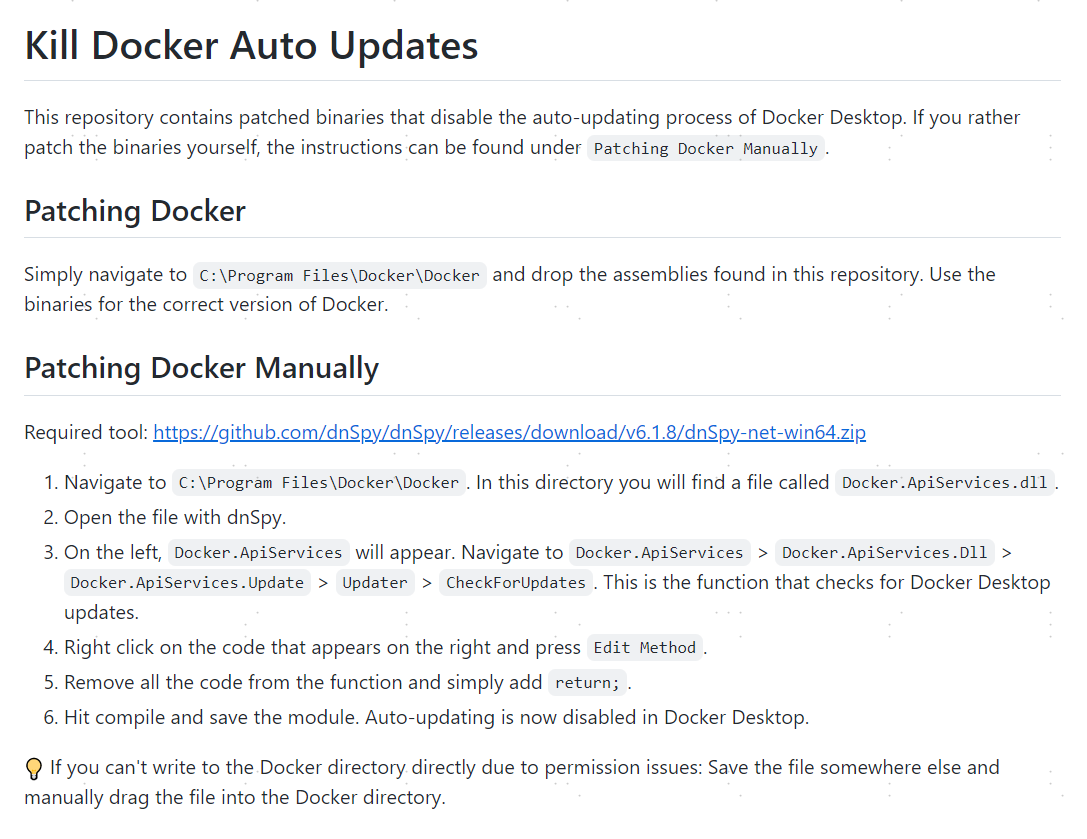 Kill Docker Auto Updates
This repository contains patched binaries that disable the auto-updating process of Docker Desktop. If you rather
patch the binaries yourself, the instructions can be found under Patching Docker Manually.
Patching Docker
Simply navigate to C:\Program Files\Docker\Docker and drop the assemblies found in this repository. Use the
binaries for the correct version of Docker.
Patching Docker Manually
Required tool: https://github.com/dnSpy/dnSpy/releases/download/v6.1.8/dnSpy-net-win64.zip
1. Navigate to C:\Program Files\Docker\Docker. In this directory you will find a file called Docker.ApiServices.dll.
2. Open the file with dnSpy.
3. On the left, Docker.ApiServices will appear. Navigate to Docker.ApiServices > Docker.ApiServices.Dll >
Docker.ApiServices.Update > Updater > CheckForUpdates. This is the function that checks for Docker Desktop
updates.
4. Right click on the code that appears on the right and press Edit Method.
5. Remove all the code from the function and simply add return;.
6. Hit compile and save the module. Auto-updating is now disabled in Docker Desktop.
💡 If you can't write to the Docker directory directly due to permission issues: Save the file somewhere else and
manually drag the file into the Docker directory.